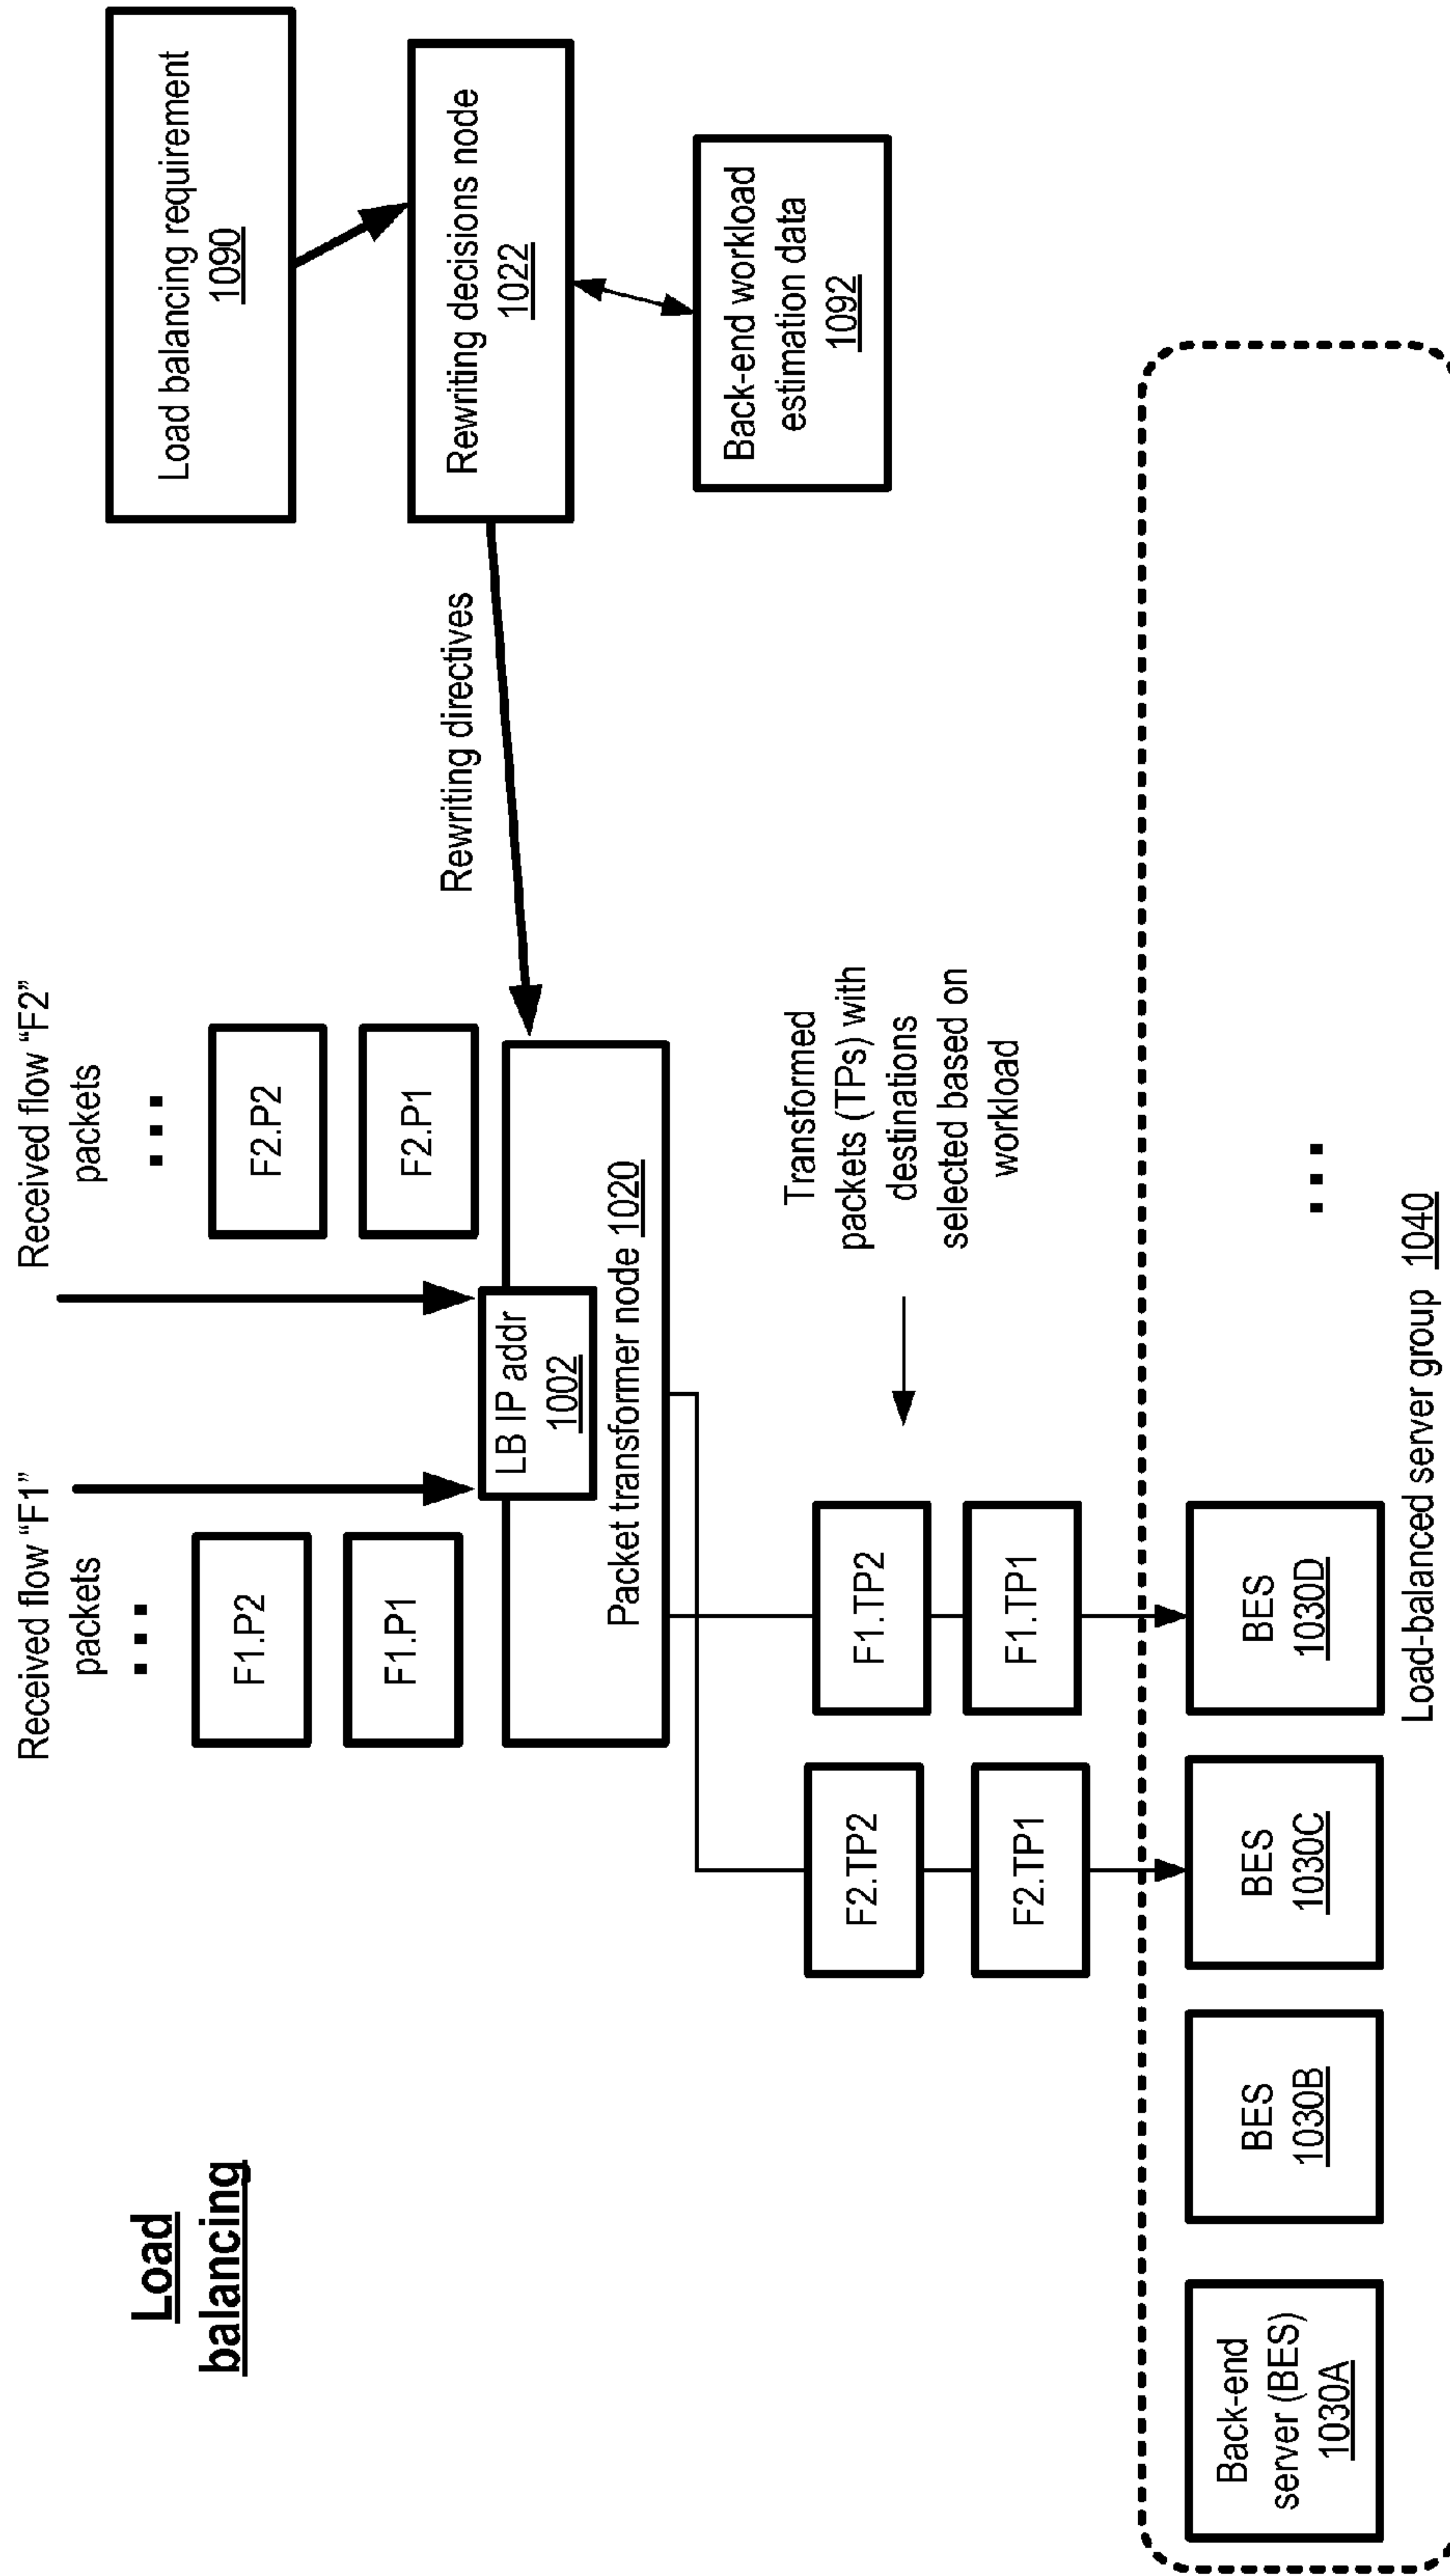 Load
balancing
Received flow “F1”
packets
...
F1.P2
F1.P1
Received flow “F2”
packets
...
F2.P2
F2.P1
LB IP addr
1002
Packet transformer node 1020
Rewriting directives
Load balancing requirement
1090
Rewriting decisions node
1022
Back-end workload
estimation data
1092
F2.TP2
F2.TP1
F1.TP2
F1.TP1
Transformed
packets (TPs) with
destinations
selected based on
workload
Back-end
server (BES)
1030A
BES
1030B
BES
1030C
BES
1030D
...
Load-balanced server group 1040